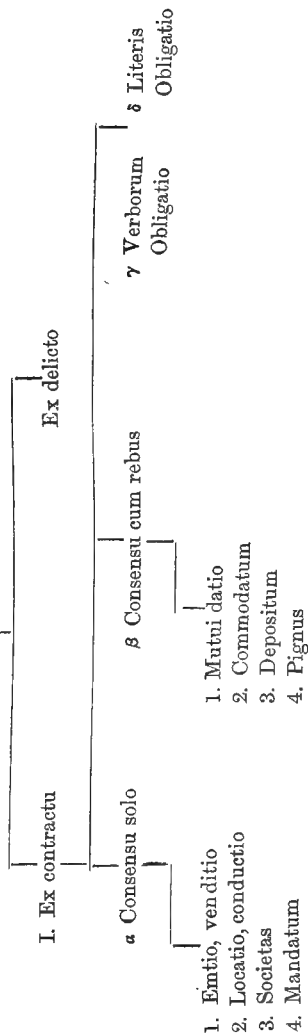 I. Ex contractu
Ex delicto
α Consensu solo
β Consensu cum rebus
γ Verborum
Obligatio
δ Literis
Obligatio
1. Emtio, venditio
2. Locatio, conductio
3. Societas
4. Mandatum
1. Mutui datio
2. Commodatum
3. Depositum
4. Pignus